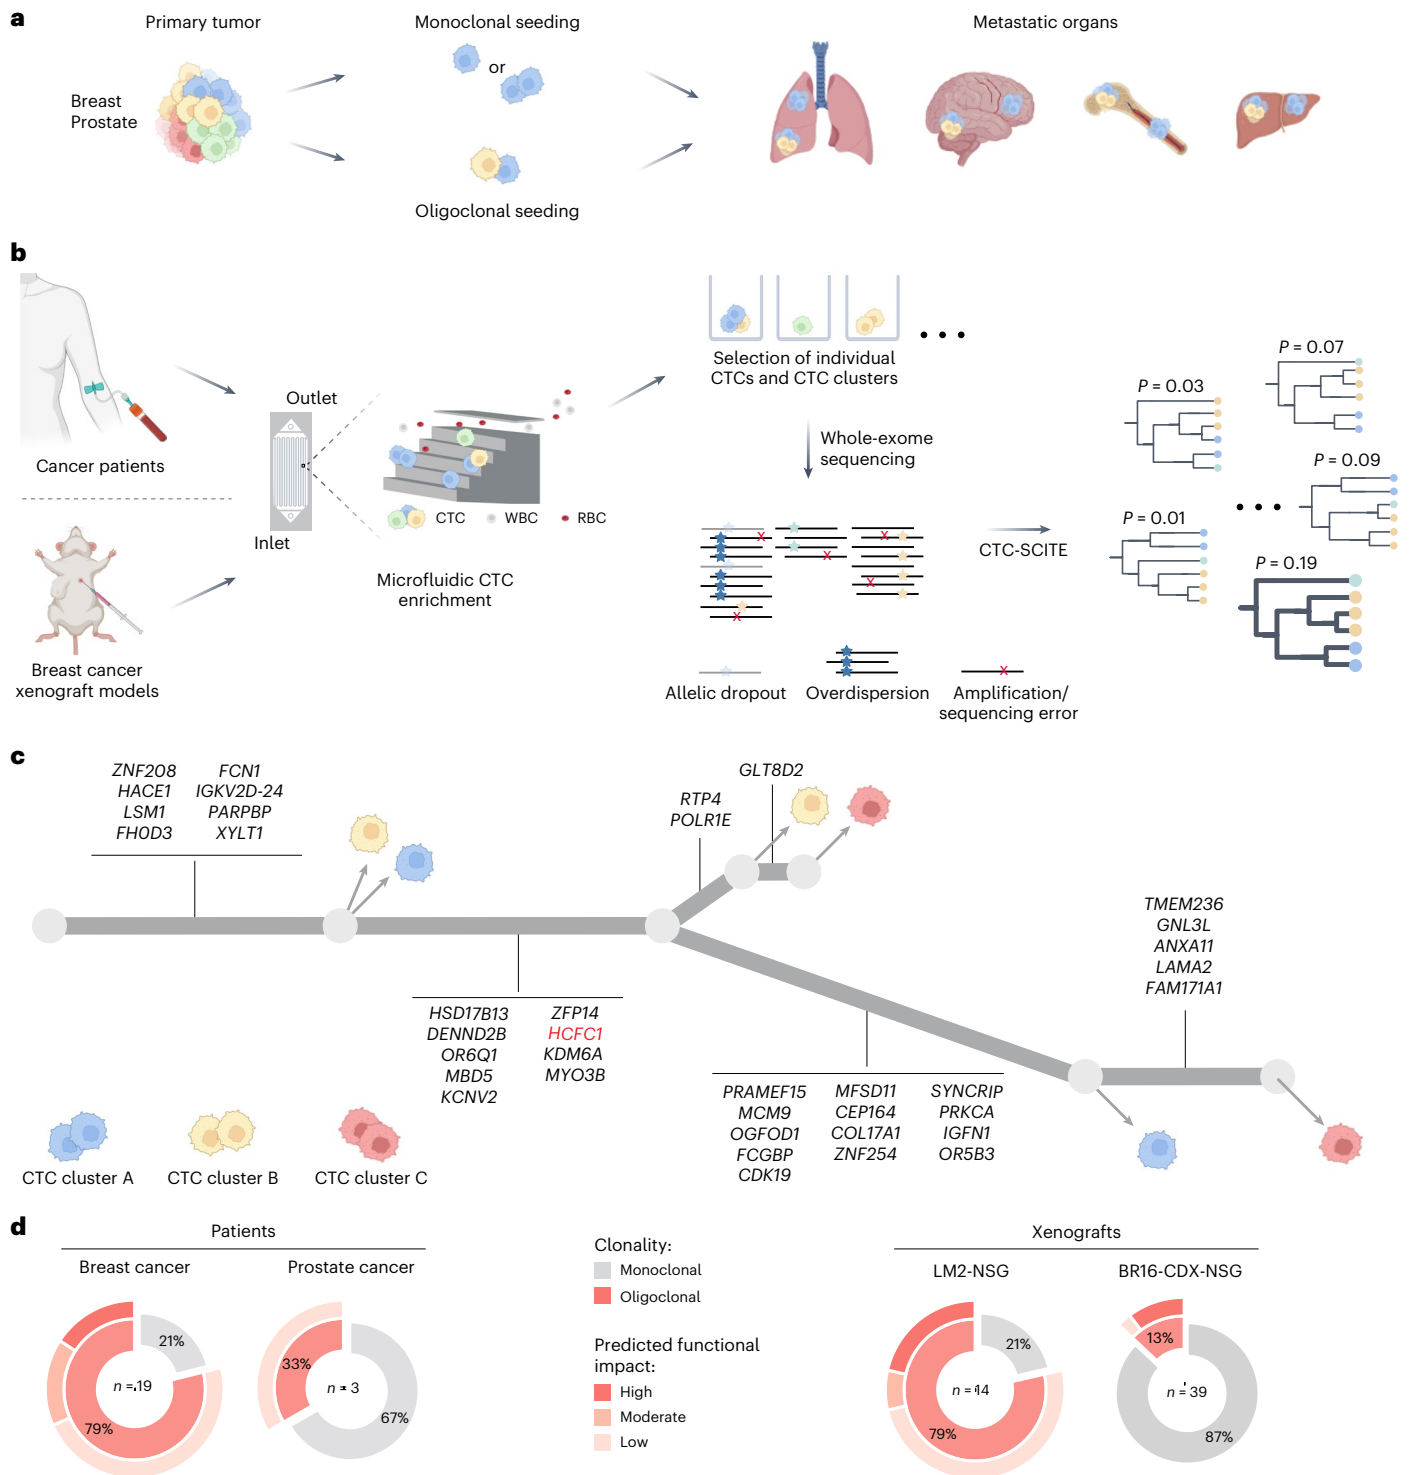 a
Primary tumor
Monoclonal seeding
Metastatic organs
or
Breast
Prostate
Oligoclonal seeding
b
Selection of individual
CTCs and CTC clusters
Outlet
Cancer patients
Whole-exome
sequencing
P = 0.07
P = 0.03
P = 0.09
P = 0.01
P = 0.19
CTC
WBC
RBC
Inlet
CTC-SCITE
Microfluidic CTC
enrichment
Breast cancer
xenograft models
Allelic dropout
Overdispersion
Amplification/
sequencing error
x
x
x
x
x
x
c
ZNF208 FCN1
HACE1 IGKV2D-24
LSM1 PARPBP
FHOD3 XYLT1
GLT8D2
RTP4
POLR1E
TMEM236
GNL3L
ANXA11
LAMA2
FAM171A1
HSD17B13 ZFP14
DENND2B HCFC1
OR6Q1 KDM6A
MBD5 MYO3B
KCNV2
PRAMEF15 MFSD11 SYNCRIP
MCM9 CEP164 PRKCA
OGFOD1 COL17A1 IGFN1
FCGBP ZNF254 OR5B3
CDK19
CTC cluster A
CTC cluster B
CTC cluster C
d
Patients
Breast cancer
Prostate cancer
21%
n = 19
79%
33%
n = 3
67%
Clonality:
Monoclonal
Oligoclonal
Predicted functional
impact:
High
Moderate
Low
Xenografts
LM2-NSG
BR16-CDX-NSG
21%
n = 14
79%
13%
n = 39
87%